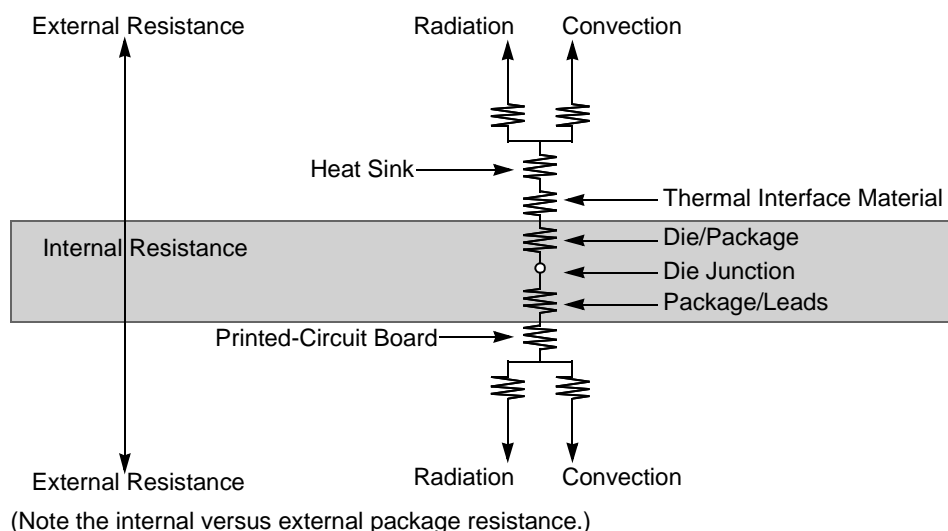 External Resistance
Radiation
Convection
Heat Sink
Thermal Interface Material
Internal Resistance
Die/Package
Die Junction
Package/Leads
Printed-Circuit Board
Radiation
Convection
External Resistance
(Note the internal versus external package resistance.)